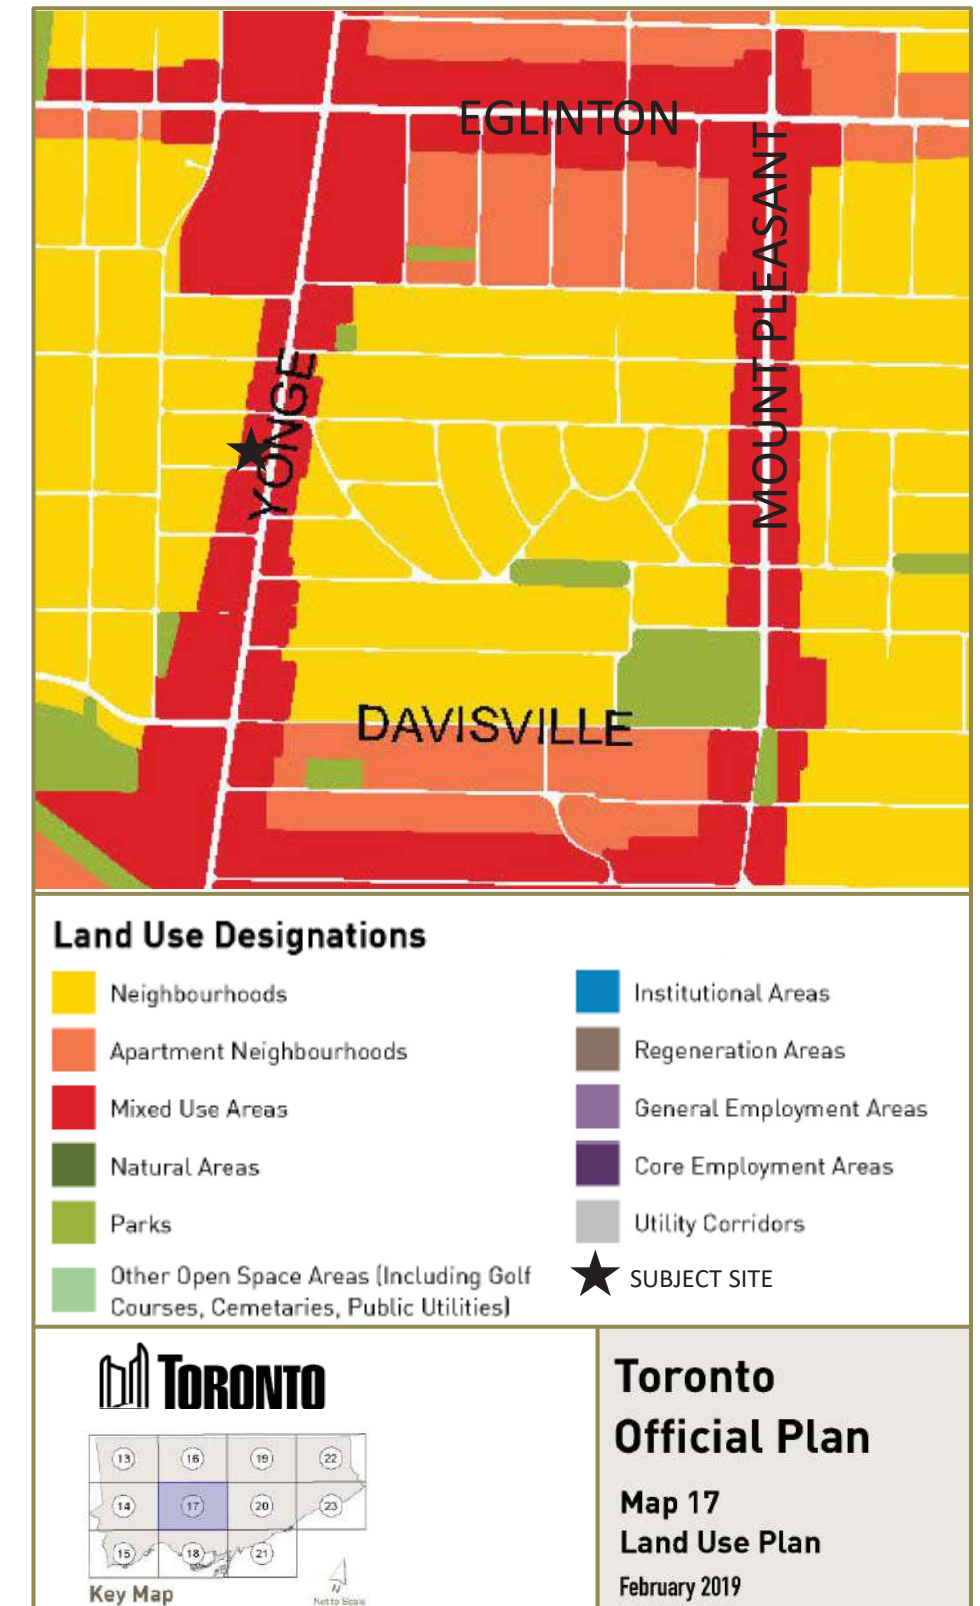 EGLINTON
MOUNT PLEASANT
YONGE
DAVISVILLE
Land Use Designations
Neighbourhoods
Apartment Neighbourhoods
Mixed Use Areas
Natural Areas
Parks
Other Open Space Areas (Including Golf
Courses, Cemetaries, Public Utilities)
Institutional Areas
Regeneration Areas
General Employment Areas
Core Employment Areas
Utility Corridors
SUBJECT SITE
TORONTO
13 16 19 22
14 17 20 23
15 18 21
Key Map
N
Not to Scale
Toronto
Official Plan
Map 17
Land Use Plan
February 2019